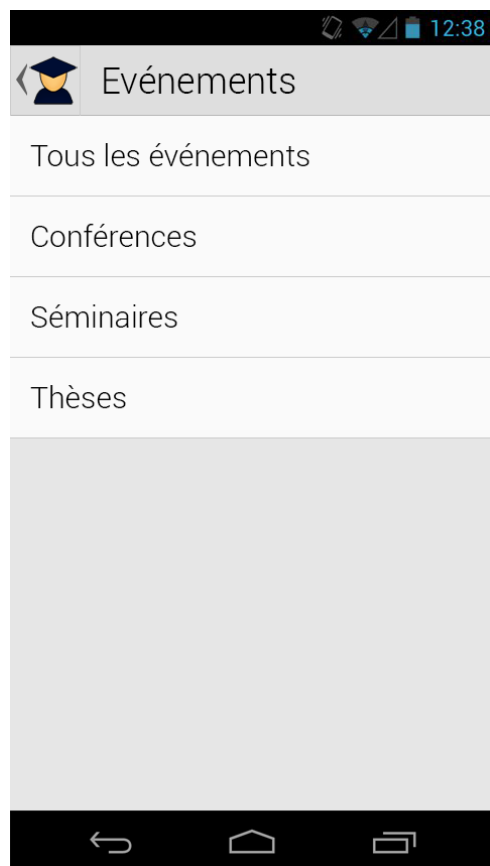 12:38
Evénements
Tous les événements
Conférences
Séminaires
Thèses